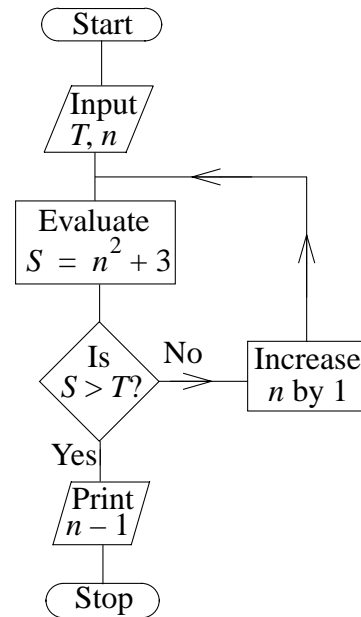 Start
Input
T, n
Evaluate
S = n² + 3
Is
S > T?
No
Increase
n by 1
Yes
Print
n – 1
Stop